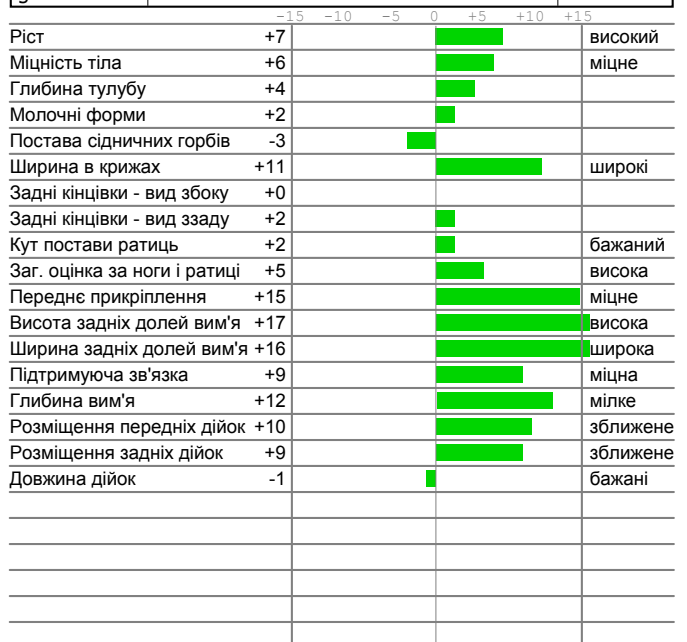 -15 -10 -5 0 +5 +10 +15
Ріст +7 високий
Міцність тіла +6 міцне
Глибина тулубу +4
Молочні форми +2
Постава сідничних горбів -3
Ширина в крижах +11 широкі
Задні кінцівки - вид збоку +0
Задні кінцівки - вид ззаду +2
Кут постави ратиць +2 бажаний
Заг. оцінка за ноги і ратиці +5 висока
Переднє прикріплення +15 міцне
Висота задніх долей вим'я +17 висока
Ширина задніх долей вим'я +16 широка
Підтримуюча зв'язка +9 міцна
Глибина вим'я +12 мілке
Розміщення передніх дійок +10 зближене
Розміщення задніх дійок +9 зближене
Довжина дійок -1 бажані